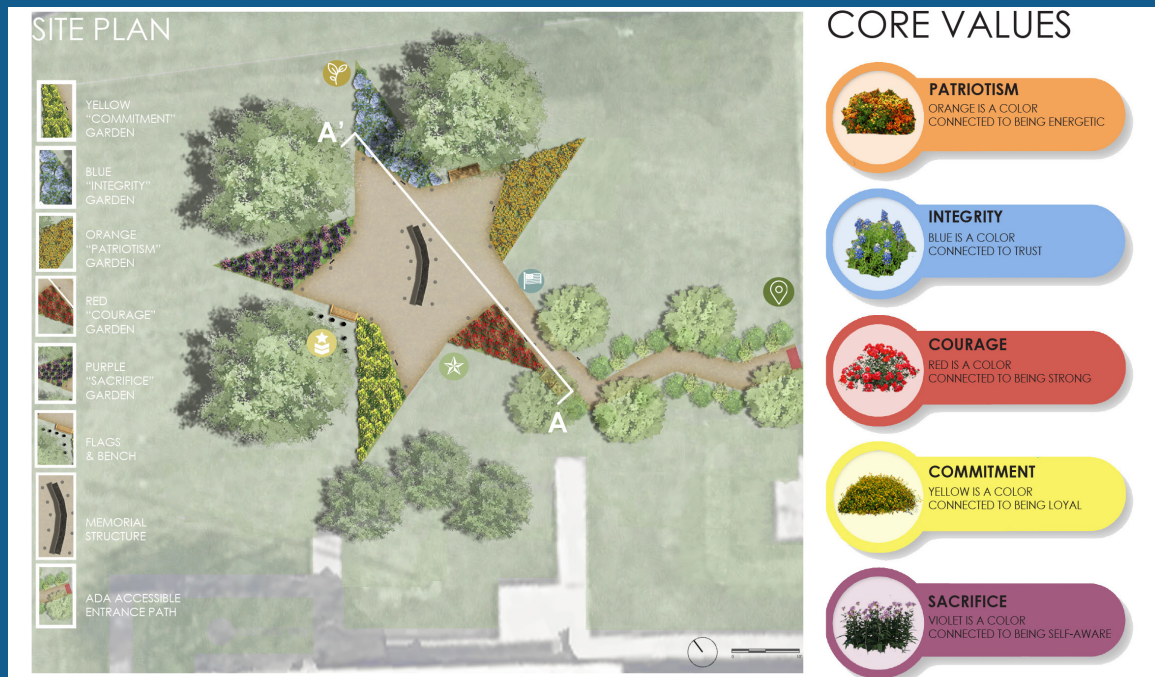 SITE PLAN
YELLOW
"COMMITMENT"
GARDEN
BLUE
"INTEGRITY"
GARDEN
ORANGE
"PATRIOTISM"
GARDEN
RED
"COURAGE"
GARDEN
PURPLE
"SACRIFICE"
GARDEN
FLAGS
& BENCH
MEMORIAL
STRUCTURE
ADA ACCESSIBLE
ENTRANCE PATH
A'
A
0
CORE VALUES
PATRIOTISM
ORANGE IS A COLOR
CONNECTED TO BEING ENERGETIC
INTEGRITY
BLUE IS A COLOR
CONNECTED TO TRUST
COURAGE
RED IS A COLOR
CONNECTED TO BEING STRONG
COMMITMENT
YELLOW IS A COLOR
CONNECTED TO BEING LOYAL
SACRIFICE
VIOLET IS A COLOR
CONNECTED TO BEING SELF-AWARE